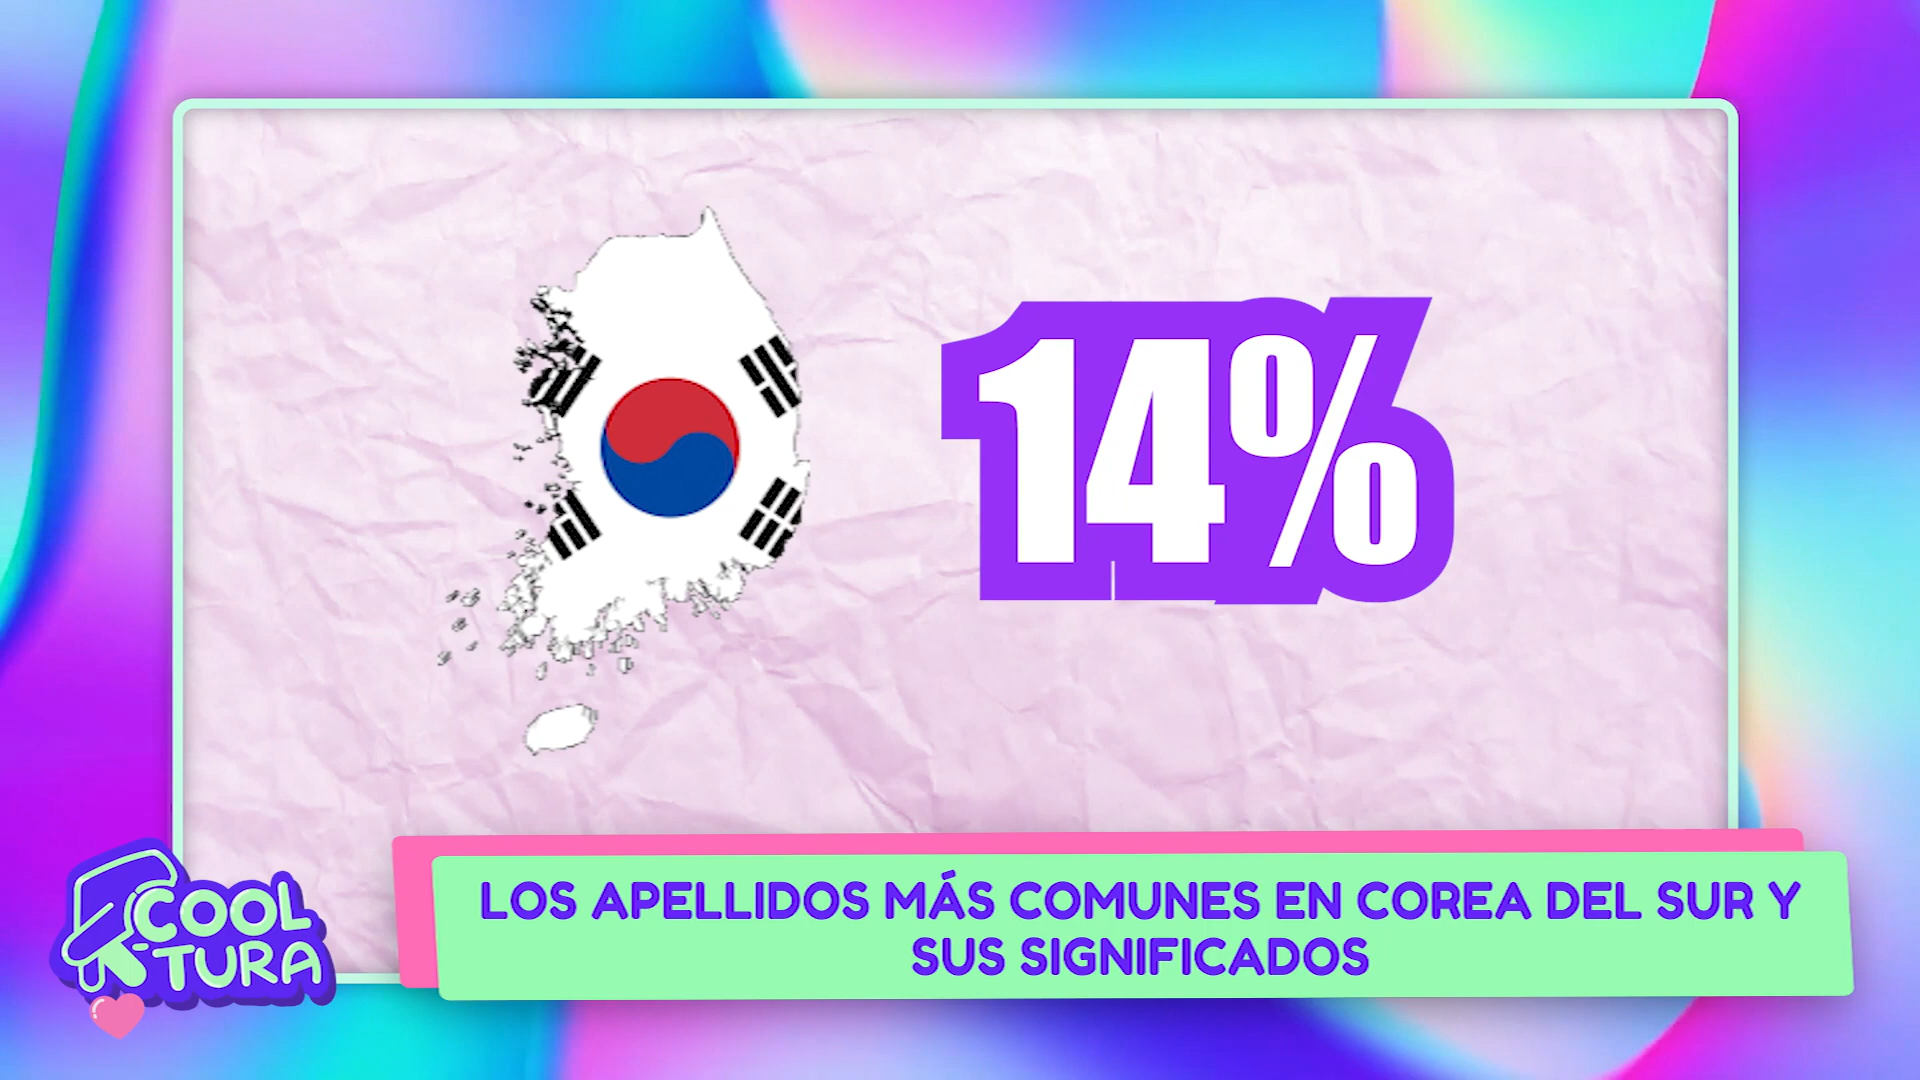 14%
LOS APELLIDOS MÁS COMUNES EN COREA DEL SUR Y
SUS SIGNIFICADOS
K COOL
TURA